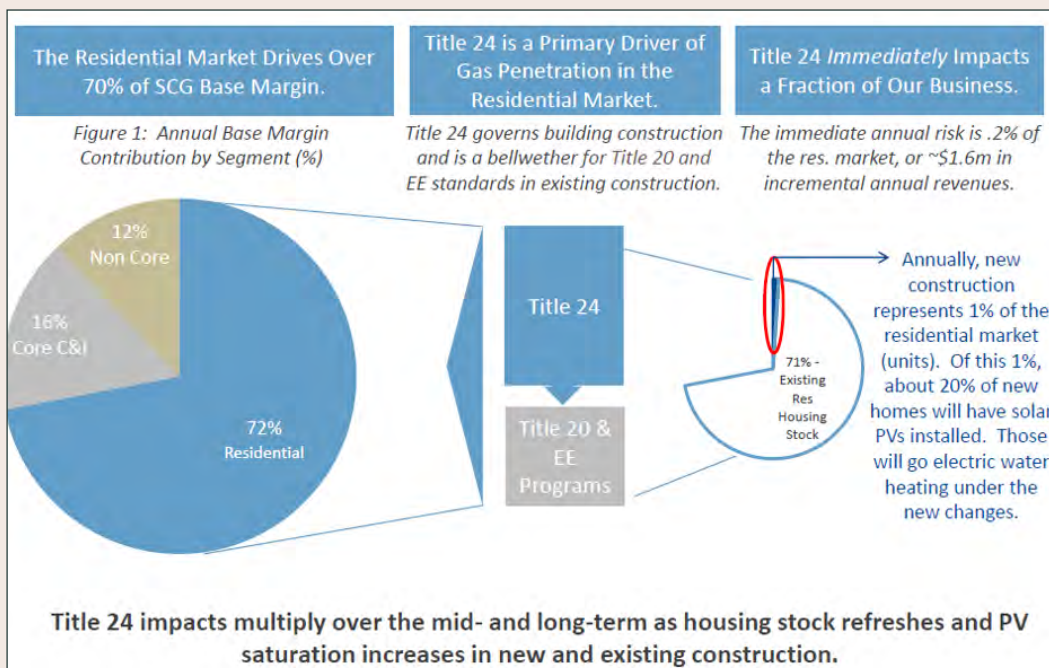 The Residential Market Drives Over
70% of SCG Base Margin.
Figure 1: Annual Base Margin
Contribution by Segment (%)
12%
Non Core
16%
Core C&I
72%
Residential
Title 24 is a Primary Driver of
Gas Penetration in the
Residential Market.
Title 24 governs building construction
and is a bellwether for Title 20 and
EE standards in existing construction.
Title 24
Title 20 &
EE
Programs
Title 24 Immediately Impacts
a Fraction of Our Business.
The immediate annual risk is .2% of
the res. market, or ~$1.6m in
incremental annual revenues.
71% -
Existing
Res
Housing
Stock
Annually, new
construction
represents 1% of the
residential market
(units). Of this 1%,
about 20% of new
homes will have solar
PVs installed. Those
will go electric water
heating under the
new changes.
Title 24 impacts multiply over the mid- and long-term as housing stock refreshes and PV
saturation increases in new and existing construction.